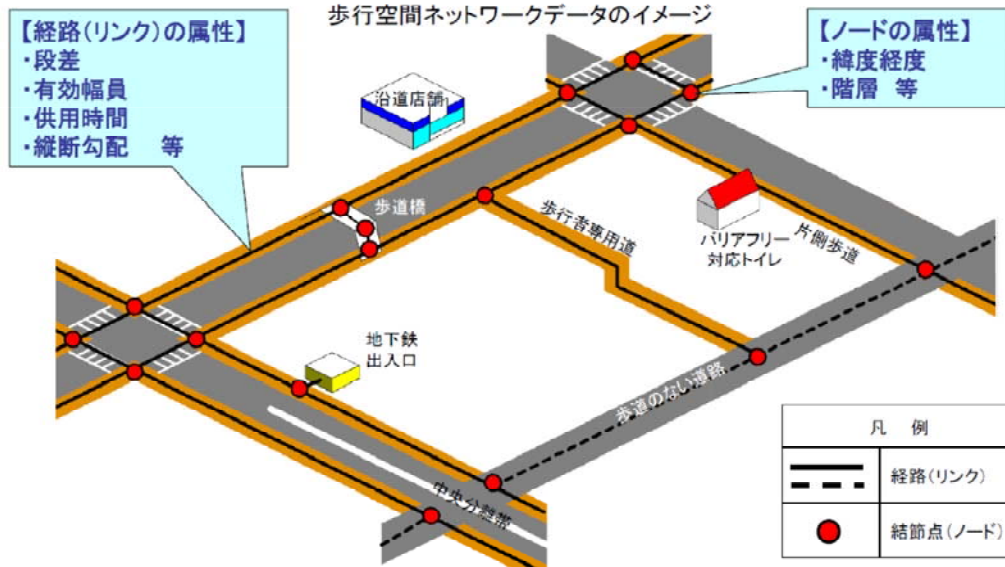 歩行空間ネットワークデータのイメージ
【経路(リンク)の属性】
・段差
・有効幅員
・供用時間
・縦断勾配　等
【ノードの属性】
・緯度経度
・階層 等
沿道店舗
歩道橋
歩行者専用道
バリアフリー
対応トイレ
片側歩道
地下鉄
出入口
歩道のない道路
中央分離帯
凡 例
経路(リンク)
結節点(ノード)